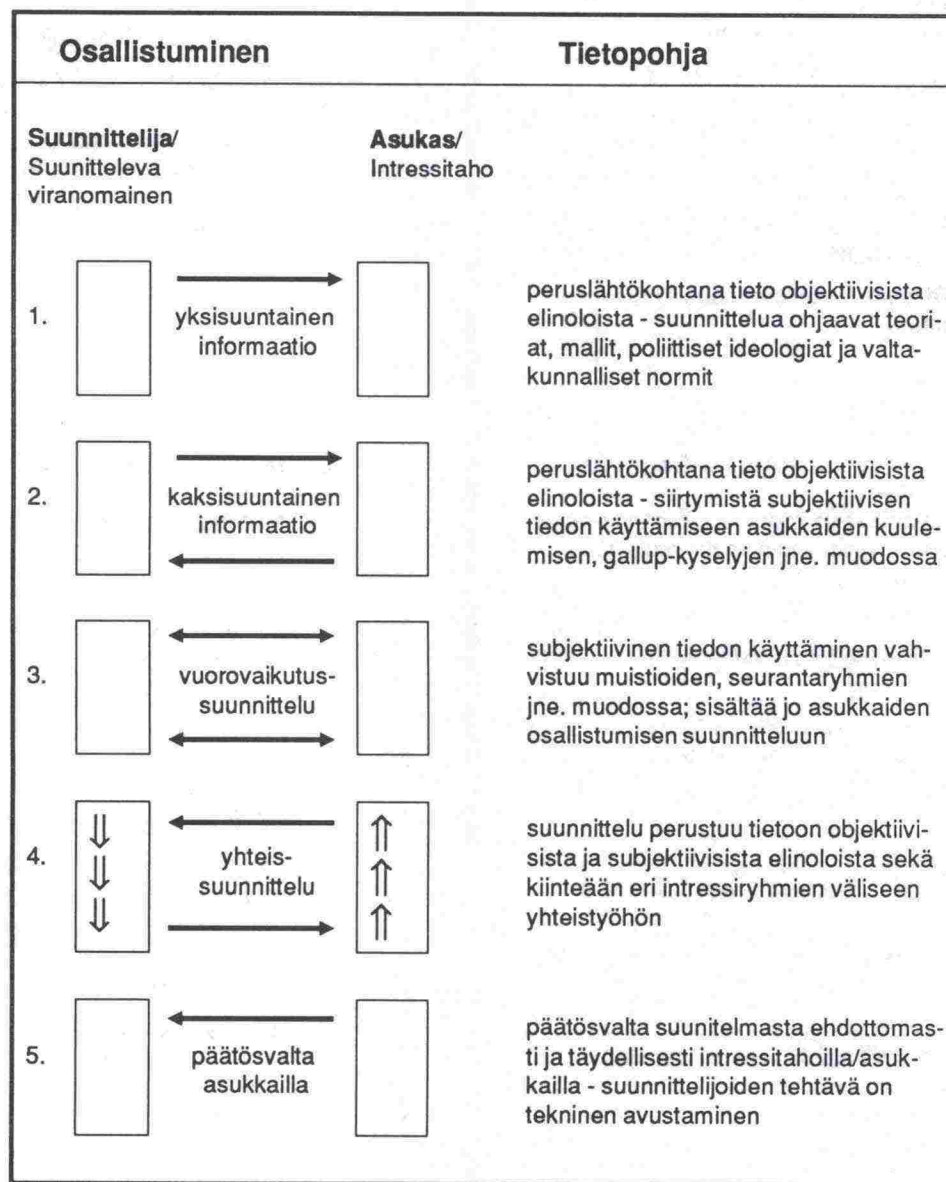 Osallistuminen Tietopohja
Suunnittelija/ Asukas/
Suunitteleva Intressitaho
viranomainen
1.
yksisuuntainen
informaatio
peruslähtökohtana tieto objektiivisista
elinoloista - suunnittelua ohjaavat teori-
at, mallit, poliittiset ideologiat ja valta-
kunnalliset normit
2.
kaksisuuntainen
informaatio
peruslähtökohtana tieto objektiivisista
elinoloista - siirtymistä subjektiivisen
tiedon käyttämiseen asukkaiden kuule-
misen, gallup-kyselyjen jne. muodossa
3.
vuorovaikutus-
suunnittelu
subjektiivinen tiedon käyttäminen vah-
vistuu muistioiden, seurantaryhmien
jne. muodossa; sisältää jo asukkaiden
osallistumisen suunnitteluun
4.
yhteis-
suunnittelu
suunnittelu perustuu tietoon objektiivi-
sista ja subjektiivisista elinoloista sekä
kiinteään eri intressiryhmien väliseen
yhteistyöhön
5.
päätösvalta
asukkailla
päätösvalta suunitelmasta ehdottomas-
ti ja täydellisesti intressitahoilla/asuk-
kailla - suunnittelijoiden tehtävä on
tekninen avustaminen